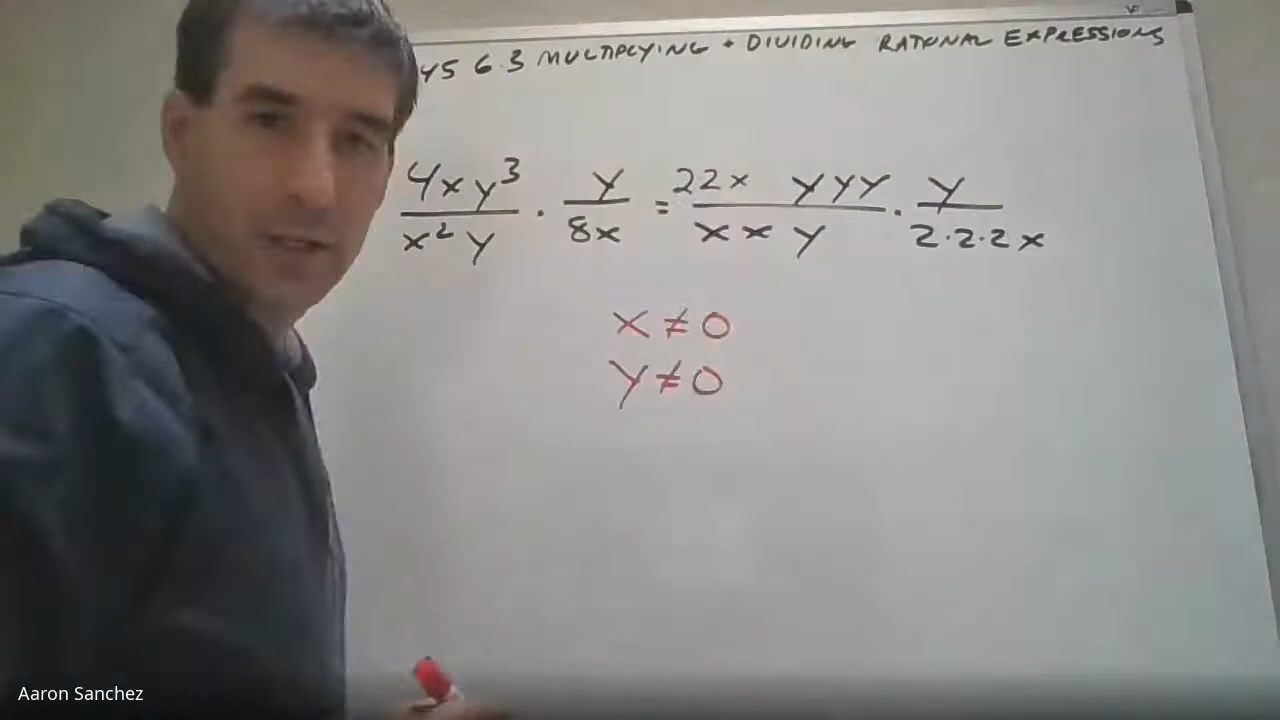 45 6.3 MULTIPLYING + DIVIDING RATIONAL EXPRESSIONS
4xy³/x²y · y/8x = 22x yyy/xxy · y/2·2·2x
x ≠ 0
y ≠ 0
Aaron Sanchez